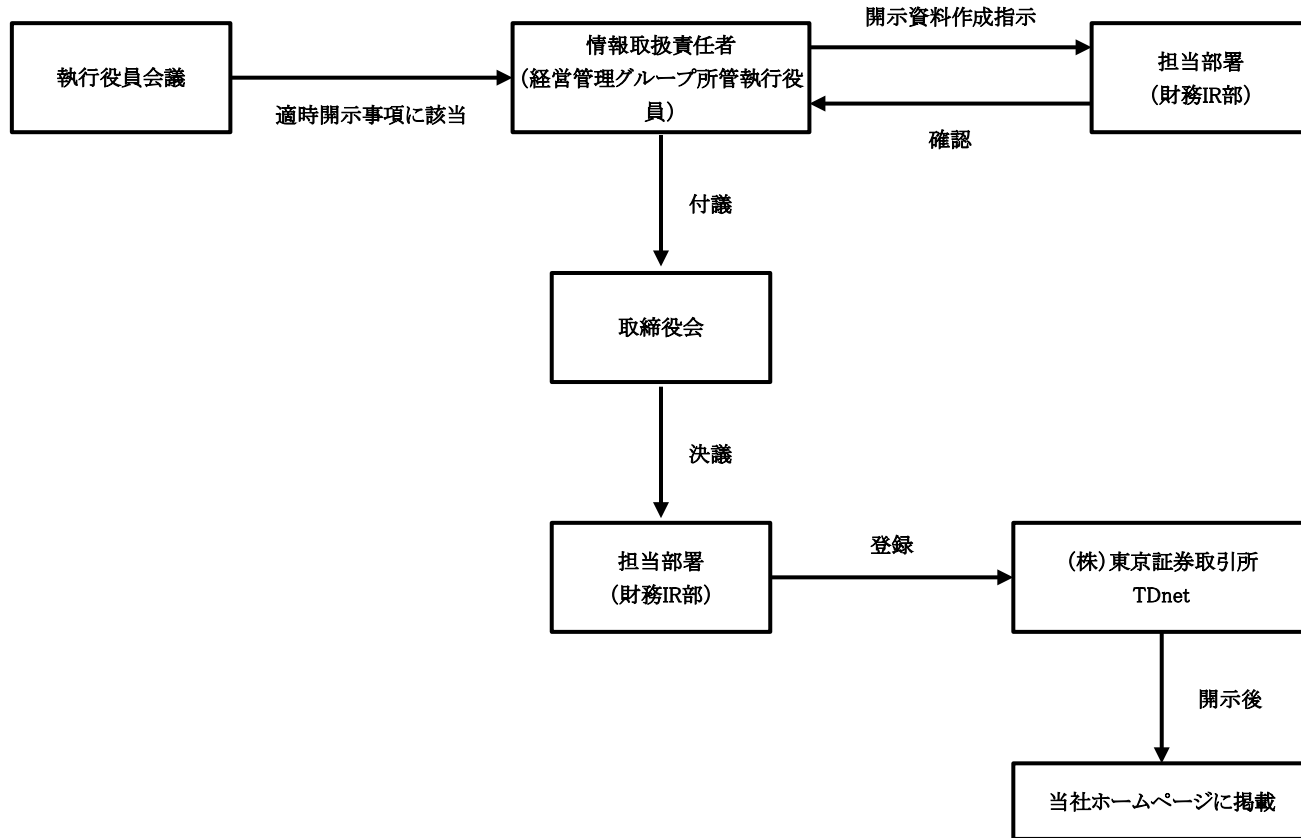 開示資料作成指示
執行役員会議
適時開示事項に該当
情報取扱責任者
(経営管理グループ所管執行役
員)
担当部署
(財務IR部)
確認
付議
取締役会
決議
担当部署
(財務IR部)
登録
(株)東京証券取引所
TDnet
開示後
当社ホームページに掲載